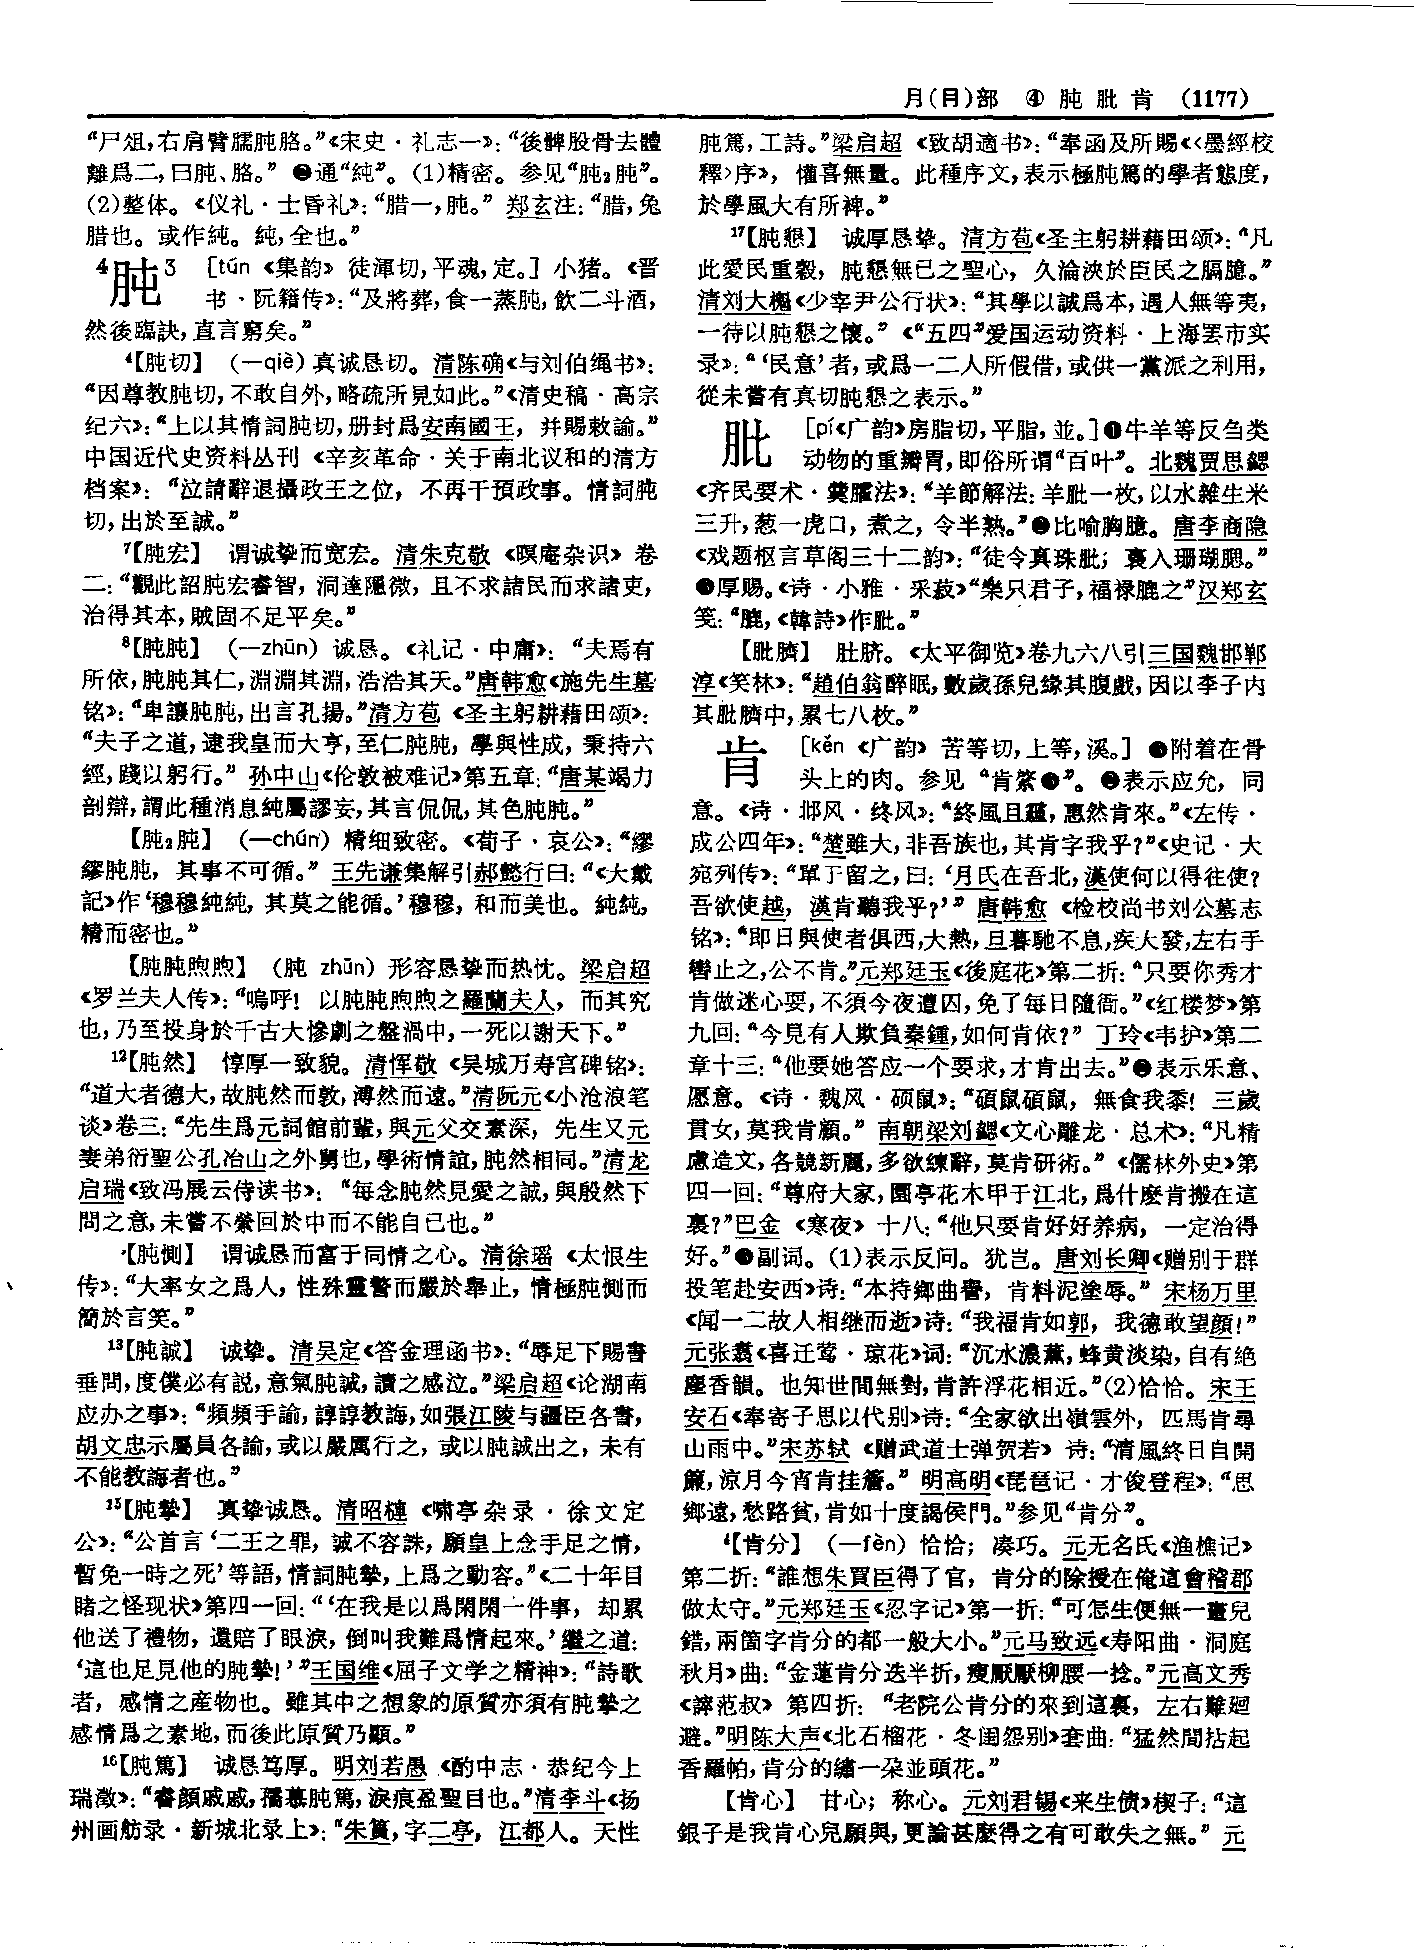 月(⺼)部 ④ 肫肶肯 (1177)
“尸俎，右肩臂臑肫胳。”《宋史·礼志一》：“後髀股骨去體
離爲二，曰肫、胳。” ❷通“純”。(1)精密。参见“肫₂肫”。
(2)整体。《仪礼·士昏礼》：“腊一，肫。” 郑玄注：“腊，兔
腊也。或作純。純，全也。”
⁴肫3 [tún《集韵》徒渾切，平魂，定。] 小猪。《晋
书·阮籍传》：“及將葬，食一蒸肫，飲二斗酒，
然後臨訣，直言窮矣。”
⁴【肫切】 (—qiè) 真诚恳切。清陈确《与刘伯绳书》：
“因尊教肫切，不敢自外，略疏所見如此。”《清史稿·高宗
纪六》：“上以其情詞肫切，册封爲安南國王，并賜敕諭。”
中国近代史资料丛刊《辛亥革命·关于南北议和的清方
档案》：“泣請辭退攝政王之位，不再干預政事。情詞肫
切，出於至誠。”
⁷【肫宏】 谓诚挚而宽宏。清朱克敬《暝庵杂识》卷
二：“觀此詔肫宏睿智，洞達隱微，且不求諸民而求諸吏，
治得其本，賊固不足平矣。”
⁸【肫肫】 (—zhūn) 诚恳。《礼记·中庸》：“夫焉有
所依，肫肫其仁，淵淵其淵，浩浩其天。”唐韩愈《施先生墓
铭》：“卑讓肫肫，出言孔揚。”清方苞《圣主躬耕藉田颂》：
“夫子之道，逮我皇而大亨，至仁肫肫，學與性成，秉持六
經，踐以躬行。” 孙中山《伦敦被难记》第五章：“唐某竭力
剖辯，謂此種消息純屬謬妄，其言侃侃，其色肫肫。”
【肫₂肫】 (—chún) 精细致密。《荀子·哀公》：“繆
繆肫肫，其事不可循。” 王先谦集解引郝懿行曰：“《大戴
記》作‘穆穆純純，其莫之能循。’穆穆，和而美也。純純，
精而密也。”
【肫肫煦煦】 (肫 zhūn) 形容恳挚而热忱。梁启超
《罗兰夫人传》：“嗚呼！以肫肫煦煦之羅蘭夫人，而其究
也，乃至投身於千古大慘劇之盤渦中，一死以謝天下。”
¹²【肫然】 惇厚一致貌。清恽敬《吴城万寿宫碑铭》：
“道大者德大，故肫然而敦，溥然而遠。”清阮元《小沧浪笔
谈》卷三：“先生爲元詞館前輩，與元父交素深，先生又元
妻弟衍聖公孔冶山之外舅也，學術情誼，肫然相同。”清龙
启瑞《致冯展云侍读书》：“每念肫然見愛之誠，與殷然下
問之意，未嘗不縈回於中而不能自已也。”
【肫惻】 谓诚恳而富于同情之心。清徐瑶《太恨生
传》：“大率女之爲人，性殊靈警而嚴於舉止，情極肫惻而
簡於言笑。”
¹³【肫誠】 诚挚。清吴定《答金理函书》：“辱足下賜書
垂問，度僕必有説，意氣肫誠，讀之感泣。”梁启超《论湖南
应办之事》：“頻頻手諭，諄諄教誨，如張江陵与疆臣各書，
胡文忠示屬員各諭，或以嚴厲行之，或以肫誠出之，未有
不能教誨者也。”
¹⁵【肫摯】 真挚诚恳。清昭槤《啸亭杂录·徐文定
公》：“公首言‘二王之罪，誠不容誅，願皇上念手足之情，
暫免一時之死’等語，情詞肫摯，上爲之動容。”《二十年目
睹之怪现状》第四一回：“‘在我是以爲閑閑一件事，却累
他送了禮物，還賠了眼淚，倒叫我難爲情起來。’繼之道：
‘這也足見他的肫摯！’”王国维《屈子文学之精神》：“詩歌
者，感情之産物也。雖其中之想象的原質亦須有肫摯之
感情爲之素地，而後此原質乃顯。”
¹⁶【肫篤】 诚恳笃厚。明刘若愚《酌中志·恭纪今上
瑞徵》：“睿顔戚戚，孺慕肫篤，淚痕盈聖目也。”清李斗《扬
州画舫录·新城北录上》：“朱篔，字二亭，江都人。天性
肫篤，工詩。”梁启超《致胡適书》：“奉函及所賜《〈墨經校
釋〉序》，懽喜無量。此種序文，表示極肫篤的學者態度，
於學風大有所裨。”
¹⁷【肫懇】 诚厚恳挚。清方苞《圣主躬耕藉田颂》：“凡
此愛民重穀，肫懇無已之聖心，久淪浹於臣民之膈臆。”
清刘大櫆《少宰尹公行状》：“其學以誠爲本，遇人無等夷，
一待以肫懇之懷。” 《“五四”爱国运动资料·上海罢市实
录》：“‘民意’者，或爲一二人所假借，或供一黨派之利用，
從未嘗有真切肫懇之表示。”
肶 [pí《广韵》房脂切，平脂，並。]❶牛羊等反刍类
动物的重瓣胃，即俗所谓“百叶”。北魏贾思勰
《齐民要术·羹臛法》：“羊節解法：羊肶一枚，以水雜生米
三升，葱一虎口，煮之，令半熟。”❷比喻胸臆。唐李商隐
《戏题枢言草阁三十二韵》：“徒令真珠肶，裛入珊瑚腮。”
❸厚赐。《诗·小雅·采菽》“樂只君子，福禄膍之”汉郑玄
笺：“膍，《韓詩》作肶。”
【肶臍】 肚脐。《太平御览》卷九六八引三国魏邯郸
淳《笑林》：“趙伯翁醉眠，數歲孫兒緣其腹戲，因以李子内
其肶臍中，累七八枚。”
肯 [kěn《广韵》苦等切，上等，溪。] ❶附着在骨
头上的肉。参见“肯綮❶”。❷表示应允，同
意。《诗·邶风·终风》：“終風且霾，惠然肯來。”《左传·
成公四年》：“楚雖大，非吾族也，其肯字我乎？”《史记·大
宛列传》：“單于留之，曰：‘月氏在吾北，漢使何以得往使？
吾欲使越，漢肯聽我乎？’” 唐韩愈《检校尚书刘公墓志
铭》：“即日與使者俱西，大熱，旦暮馳不息，疾大發，左右手
轡止之，公不肯。”元郑廷玉《後庭花》第二折：“只要你秀才
肯做迷心耍，不須今夜遭囚，免了每日隨衙。”《红楼梦》第
九回：“今見有人欺負秦鍾，如何肯依？” 丁玲《韦护》第二
章十三：“他要她答应一个要求，才肯出去。”❸表示乐意、
愿意。《诗·魏风·硕鼠》：“碩鼠碩鼠，無食我黍！三歲
貫女，莫我肯顧。” 南朝梁刘勰《文心雕龙·总术》：“凡精
慮造文，各競新麗，多欲練辭，莫肯研術。”《儒林外史》第
四一回：“尊府大家，園亭花木甲于江北，爲什麽肯搬在這
裏？”巴金《寒夜》十八：“他只要肯好好养病，一定治得
好。”❹副词。(1)表示反问。犹岂。唐刘长卿《赠别于群
投笔赴安西》诗：“本持鄉曲譽，肯料泥塗辱。” 宋杨万里
《闻一二故人相继而逝》诗：“我福肯如郭，我德敢望顔！”
元张翥《喜迁莺·琼花》词：“沉水濃薰，蜂黄淡染，自有絶
塵香韻。也知世間無對，肯許浮花相近。”(2)恰恰。宋王
安石《奉寄子思以代别》诗：“全家欲出嶺雲外，匹馬肯尋
山雨中。”宋苏轼《赠武道士弹贺若》诗：“清風終日自開
簾，涼月今宵肯挂簷。” 明高明《琵琶记·才俊登程》：“思
鄉遠，愁路貧，肯如十度謁侯門。”参见“肯分”。
⁴【肯分】 (—fèn) 恰恰；凑巧。元无名氏《渔樵记》
第二折：“誰想朱買臣得了官，肯分的除授在俺這會稽郡
做太守。”元郑廷玉《忍字记》第一折：“可怎生便無一畫兒
錯，兩箇字肯分的都一般大小。”元马致远《寿阳曲·洞庭
秋月》曲：“金蓮肯分迭半折，瘦厭厭柳腰一捻。”元高文秀
《谇范叔》第四折：“老院公肯分的來到這裏，左右難廻
避。”明陈大声《北石榴花·冬闺怨别》套曲：“猛然間拈起
香羅帕，肯分的繡一朵並頭花。”
【肯心】 甘心；称心。元刘君锡《来生债》楔子：“這
銀子是我肯心兒願與，更論甚麽得之有可敢失之無。” 元